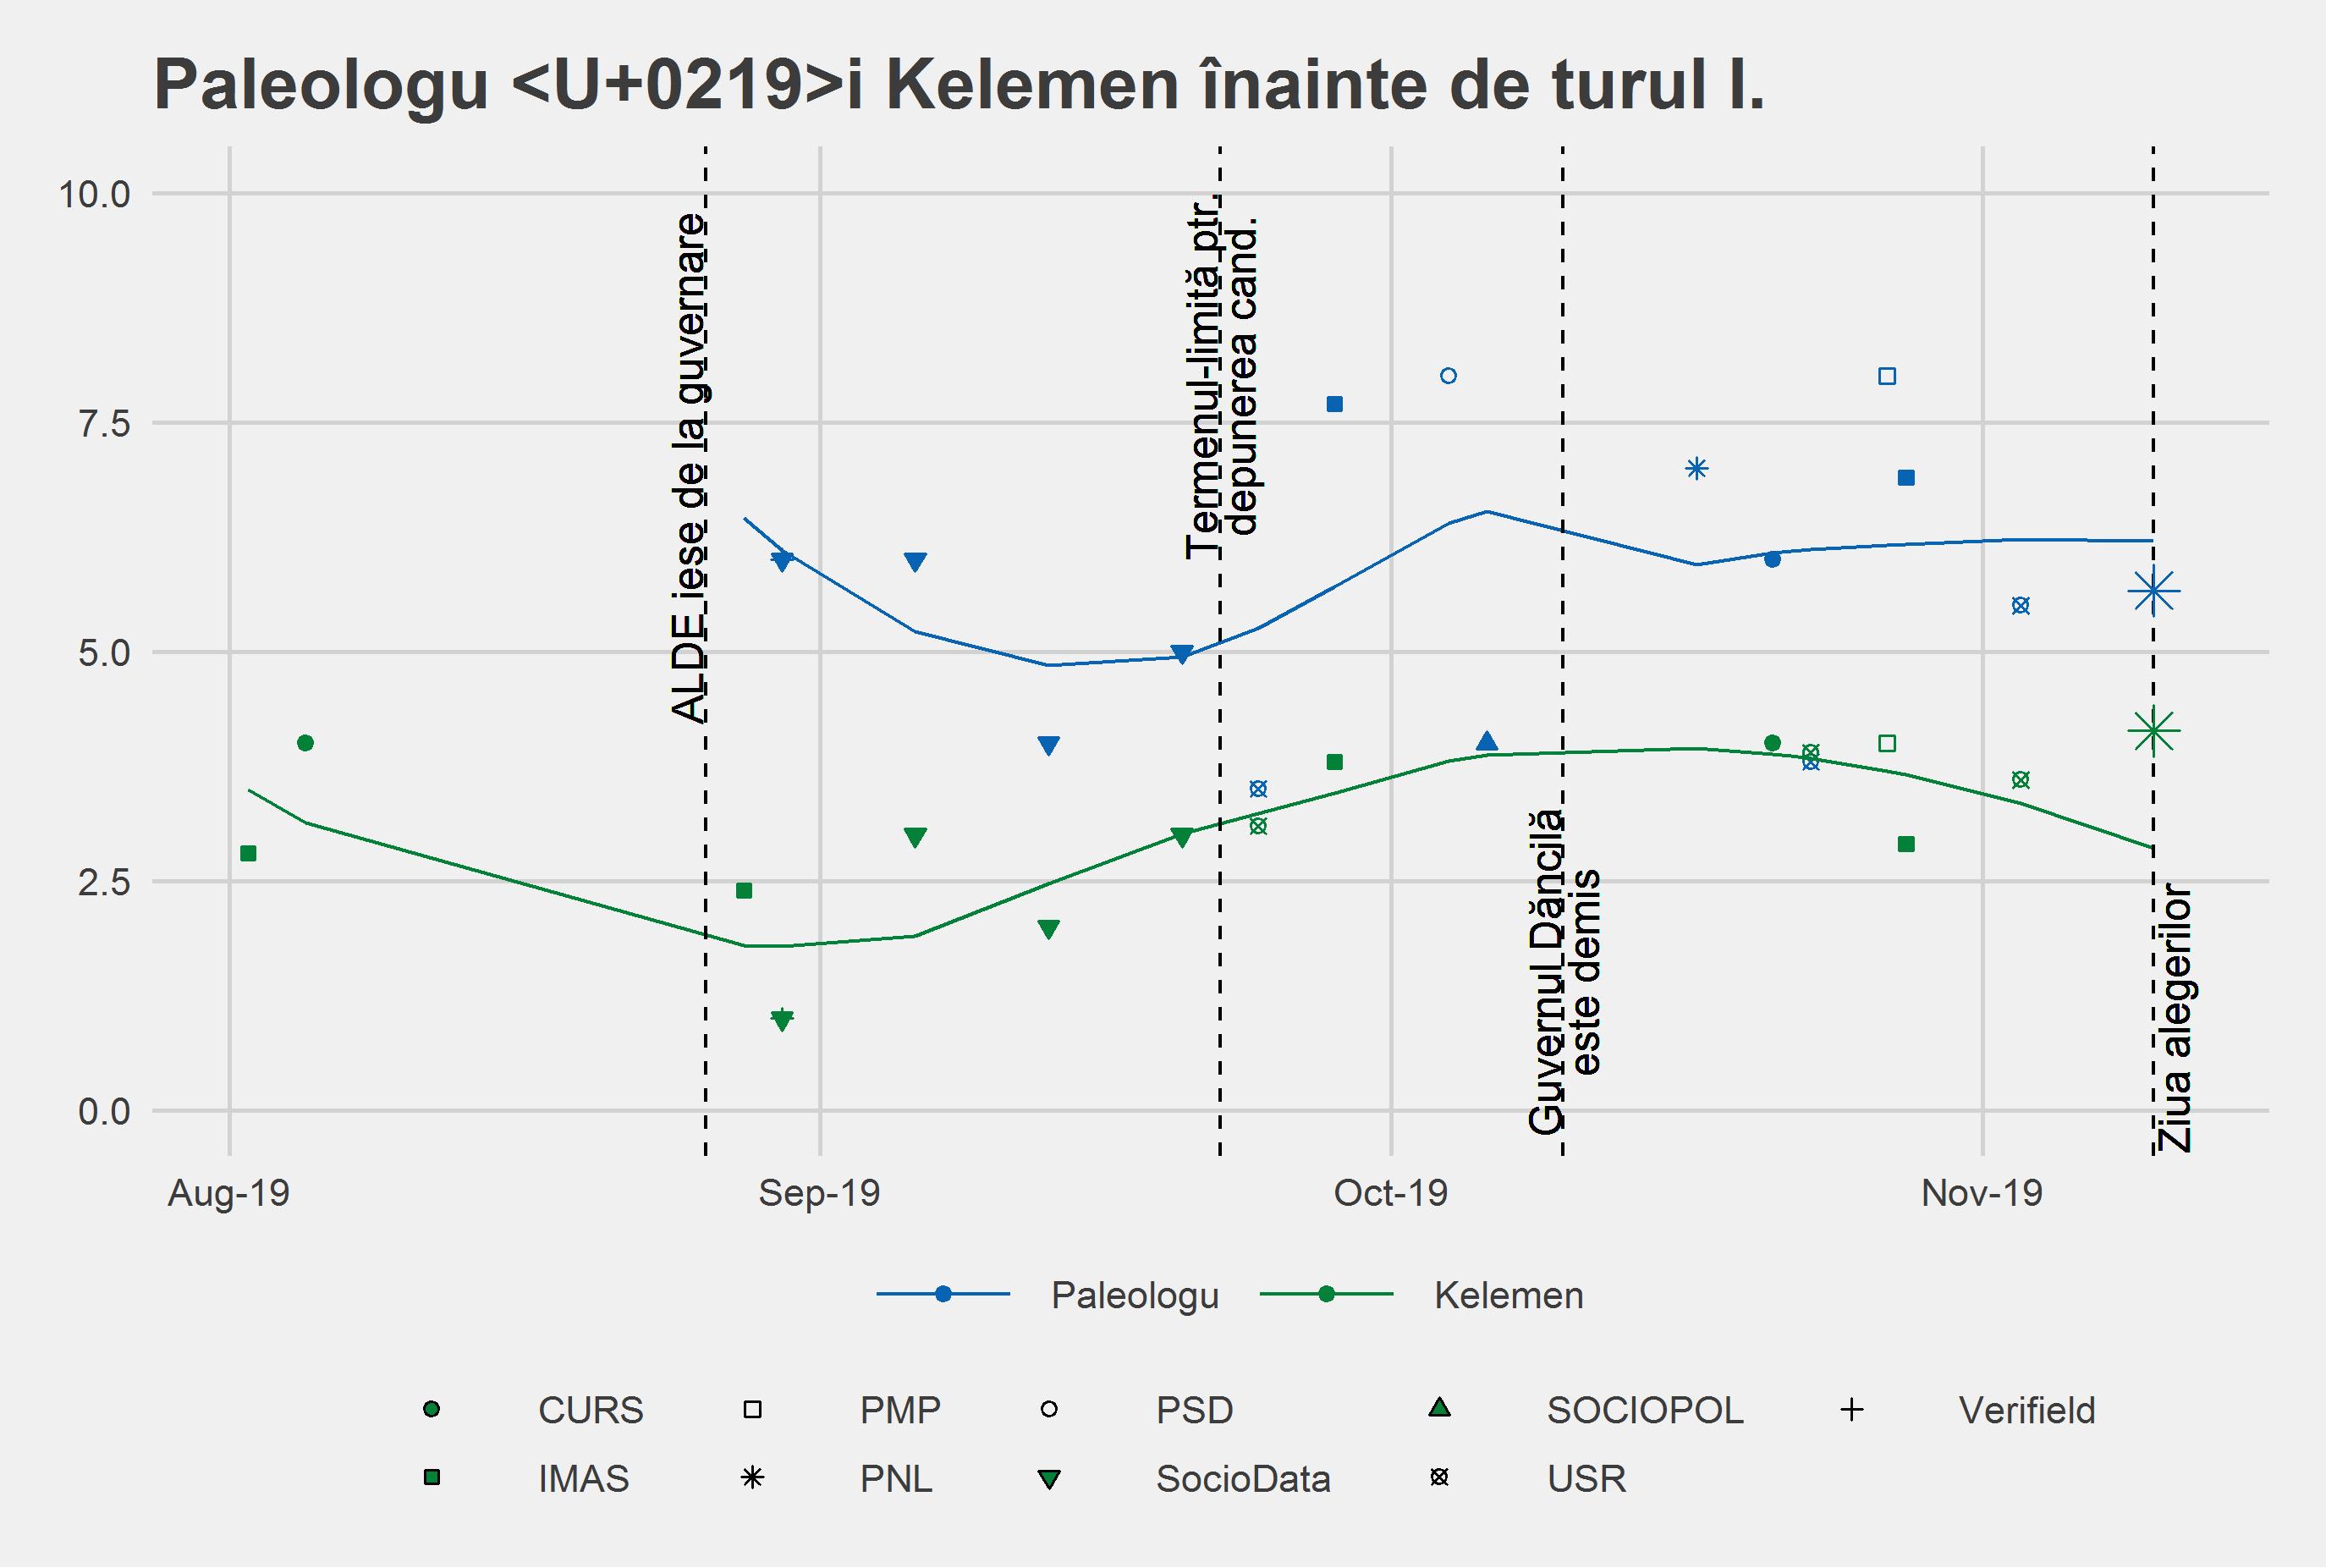 Paleologu <U+0219>i Kelemen înainte de turul I.
10.0
7.5
5.0
2.5
0.0
ALDE iese de la guvernare
Termenul-limită ptr.
depunerea cand.
Guvernul Dăncilă
este demis
Ziua alegerilor
Aug-19
Sep-19
Oct-19
Nov-19
Paleologu
Kelemen
CURS
PMP
PSD
SOCIOPOL
Verifield
IMAS
PNL
SocioData
USR